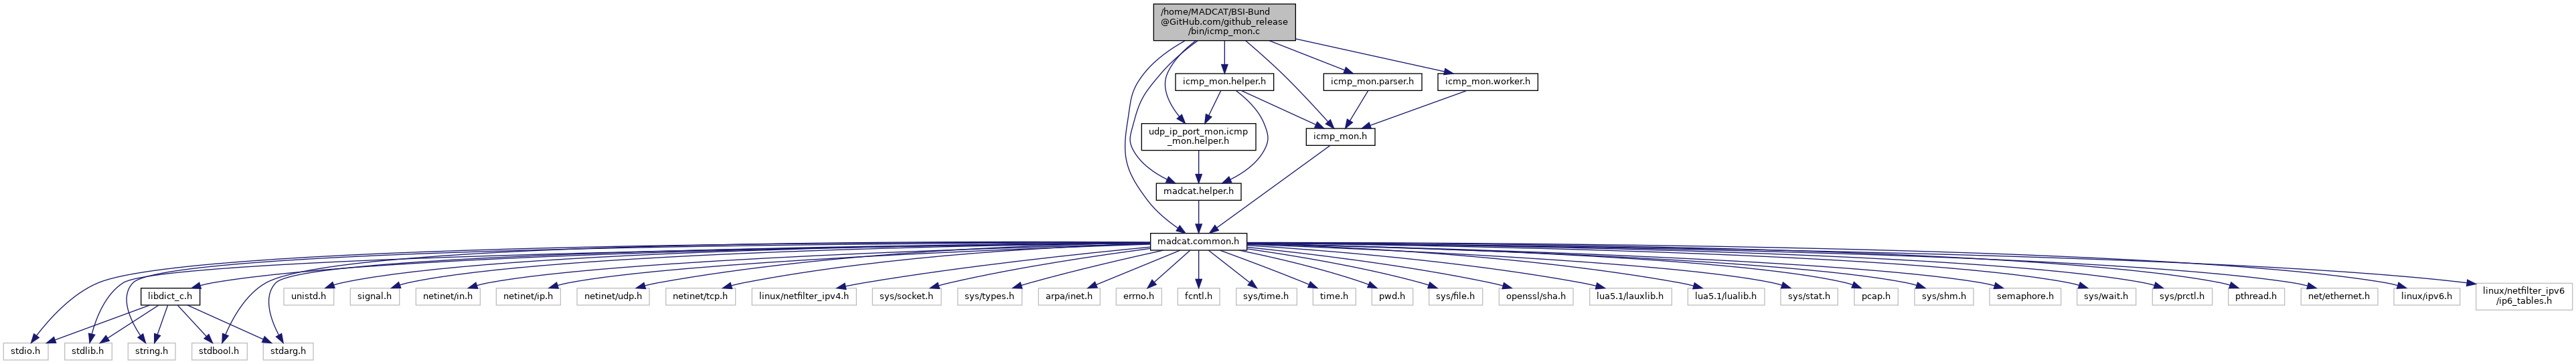 /home/MADCAT/BSI-Bund
@GitHub.com/github_release
/bin/icmp_mon.c
icmp_mon.helper.h
icmp_mon.parser.h
icmp_mon.worker.h
udp_ip_port_mon.icmp
_mon.helper.h
icmp_mon.h
madcat.helper.h
madcat.common.h
libdict_c.h
unistd.h
signal.h
netinet/in.h
netinet/ip.h
netinet/udp.h
netinet/tcp.h
linux/netfilter_ipv4.h
sys/socket.h
sys/types.h
arpa/inet.h
errno.h
fcntl.h
sys/time.h
time.h
pwd.h
sys/file.h
openssl/sha.h
lua5.1/lauxlib.h
lua5.1/lualib.h
sys/stat.h
pcap.h
sys/shm.h
semaphore.h
sys/wait.h
sys/prctl.h
pthread.h
net/ethernet.h
linux/ipv6.h
linux/netfilter_ipv6
/ip6_tables.h
stdio.h
stdlib.h
string.h
stdbool.h
stdarg.h